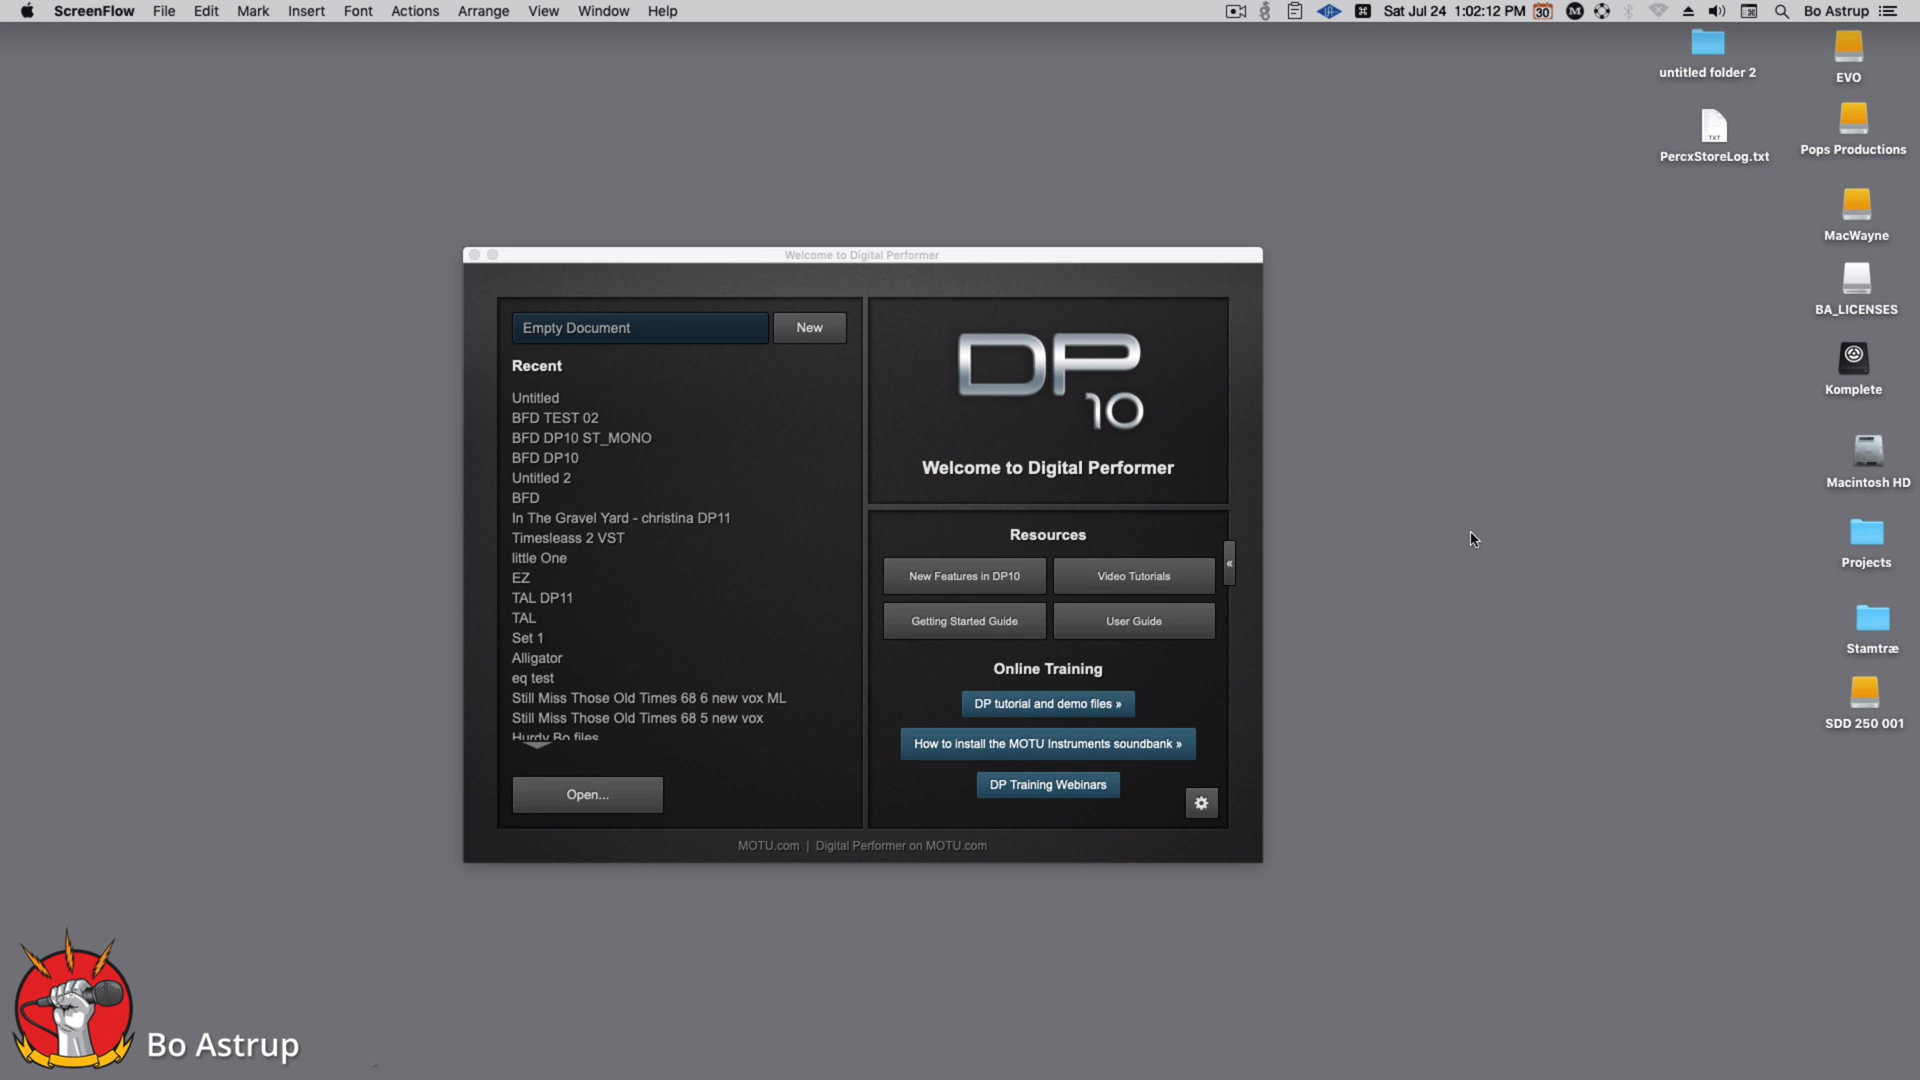 ScreenFlow File Edit Mark Insert Font Actions Arrange View Window Help Sat Jul 24 1:02:12 PM 30 M Bo Astrup
untitled folder 2
EVO
TXT
PercxStoreLog.txt
Pops Productions
MacWayne
BA_LICENSES
Komplete
Macintosh HD
Projects
Stamtræ
SDD 250 001
Welcome to Digital Performer
Empty Document
New
Recent
Untitled
BFD TEST 02
BFD DP10 ST_MONO
BFD DP10
Untitled 2
BFD
In The Gravel Yard - christina DP11
Timesleass 2 VST
little One
EZ
TAL DP11
TAL
Set 1
Alligator
eq test
Still Miss Those Old Times 68 6 new vox ML
Still Miss Those Old Times 68 5 new vox
Hurdy Bo files
Open...
DP
10
Welcome to Digital Performer
Resources
«
New Features in DP10
Video Tutorials
Getting Started Guide
User Guide
Online Training
DP tutorial and demo files »
How to install the MOTU Instruments soundbank »
DP Training Webinars
MOTU.com | Digital Performer on MOTU.com
Bo Astrup